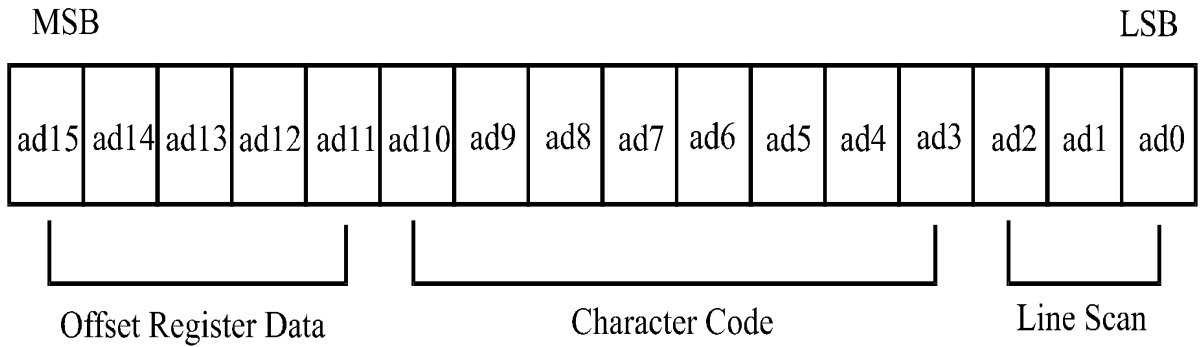 MSB LSB
ad15 ad14 ad13 ad12 ad11 ad10 ad9 ad8 ad7 ad6 ad5 ad4 ad3 ad2 ad1 ad0
Offset Register Data Character Code Line Scan